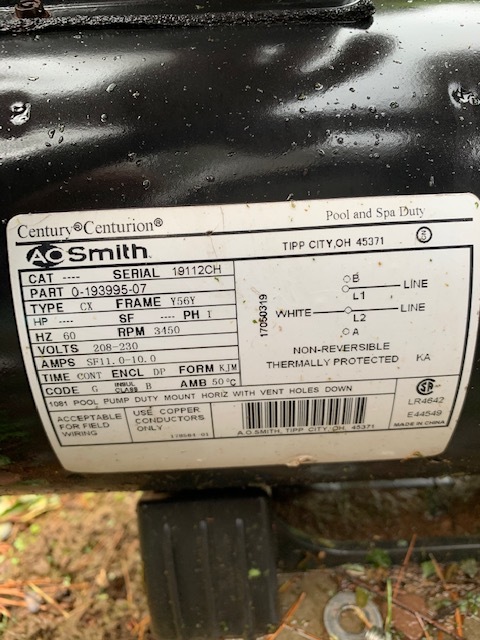 Century®Centurion® Pool and Spa Duty
AOSmith. TIPP CITY,OH 45371
CAT ---- SERIAL 19112CH
PART 0-193995-07
TYPE CX FRAME Y56Y
HP ---- SF ---- PH 1
HZ 60 RPM 3450
VOLTS 208-230
AMPS SF11.0-10.0
TIME CONT ENCL DP FORM KJM
CODE G INSUL CLASS B AMB 50°C
17050319
B
LINE
L1
WHITE LINE
L2
A
NON-REVERSIBLE
THERMALLY PROTECTED KA
1081 POOL PUMP DUTY MOUNT HORIZ WITH VENT HOLES DOWN
ACCEPTABLE FOR FIELD WIRING
USE COPPER CONDUCTORS ONLY
A.O.SMITH, TIPP CITY, OH, 45371
LR4642
E44549
MADE IN CHINA